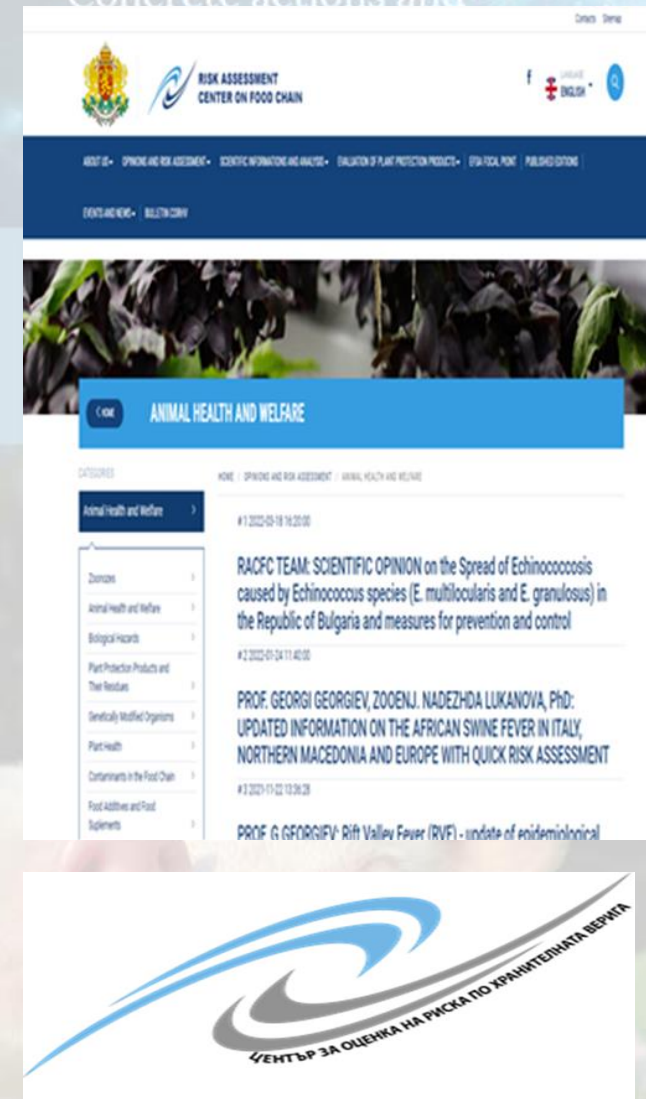 Concrete actions and
Contacts Sitemap
RISK ASSESSMENT
CENTER ON FOOD CHAIN
f
LANGUAGE
ENGLISH
ABOUT US OPINIONS AND RISK ASSESSMENT SCIENTIFIC INFORMATIONS AND ANALYSIS EVALUATION OF PLANT PROTECTION PRODUCTS EFSA FOCAL POINT PUBLISHED EDITIONS
EVENTS AND NEWS BULLETIN CORHV
HOME
ANIMAL HEALTH AND WELFARE
CATEGORIES
HOME / OPINIONS AND RISK ASSESSMENT / ANIMAL HEALTH AND WELFARE
Animal Health and Welfare
Zoonozes
Animal Health and Welfare
Biological Hazards
Plant Protection Products and
Their Residues
Genetically Modified Organisms
Plant Health
Contaminants in the Food Chain
Food Additives and Food
Suplements
# 1 2022-03-18 16:20:00
RACFC TEAM: SCIENTIFIC OPINION on the Spread of Echinococcosis
caused by Echinococcus species (E. multilocularis and E. granulosus) in
the Republic of Bulgaria and measures for prevention and control
# 2 2022-01-24 11:40:00
PROF. GEORGI GEORGIEV, ZOOENJ. NADEZHDA LUKANOVA, PhD:
UPDATED INFORMATION ON THE AFRICAN SWINE FEVER IN ITALY,
NORTHERN MACEDONIA AND EUROPE WITH QUICK RISK ASSESSMENT
# 3 2021-11-22 13:36:28
PROF. G.GEORGIEV: Rift Valley Fever (RVF) - update of epidemiological
ЦЕНТЪР ЗА ОЦЕНКА НА РИСКА ПО ХРАНИТЕЛНАТА ВЕРИГА